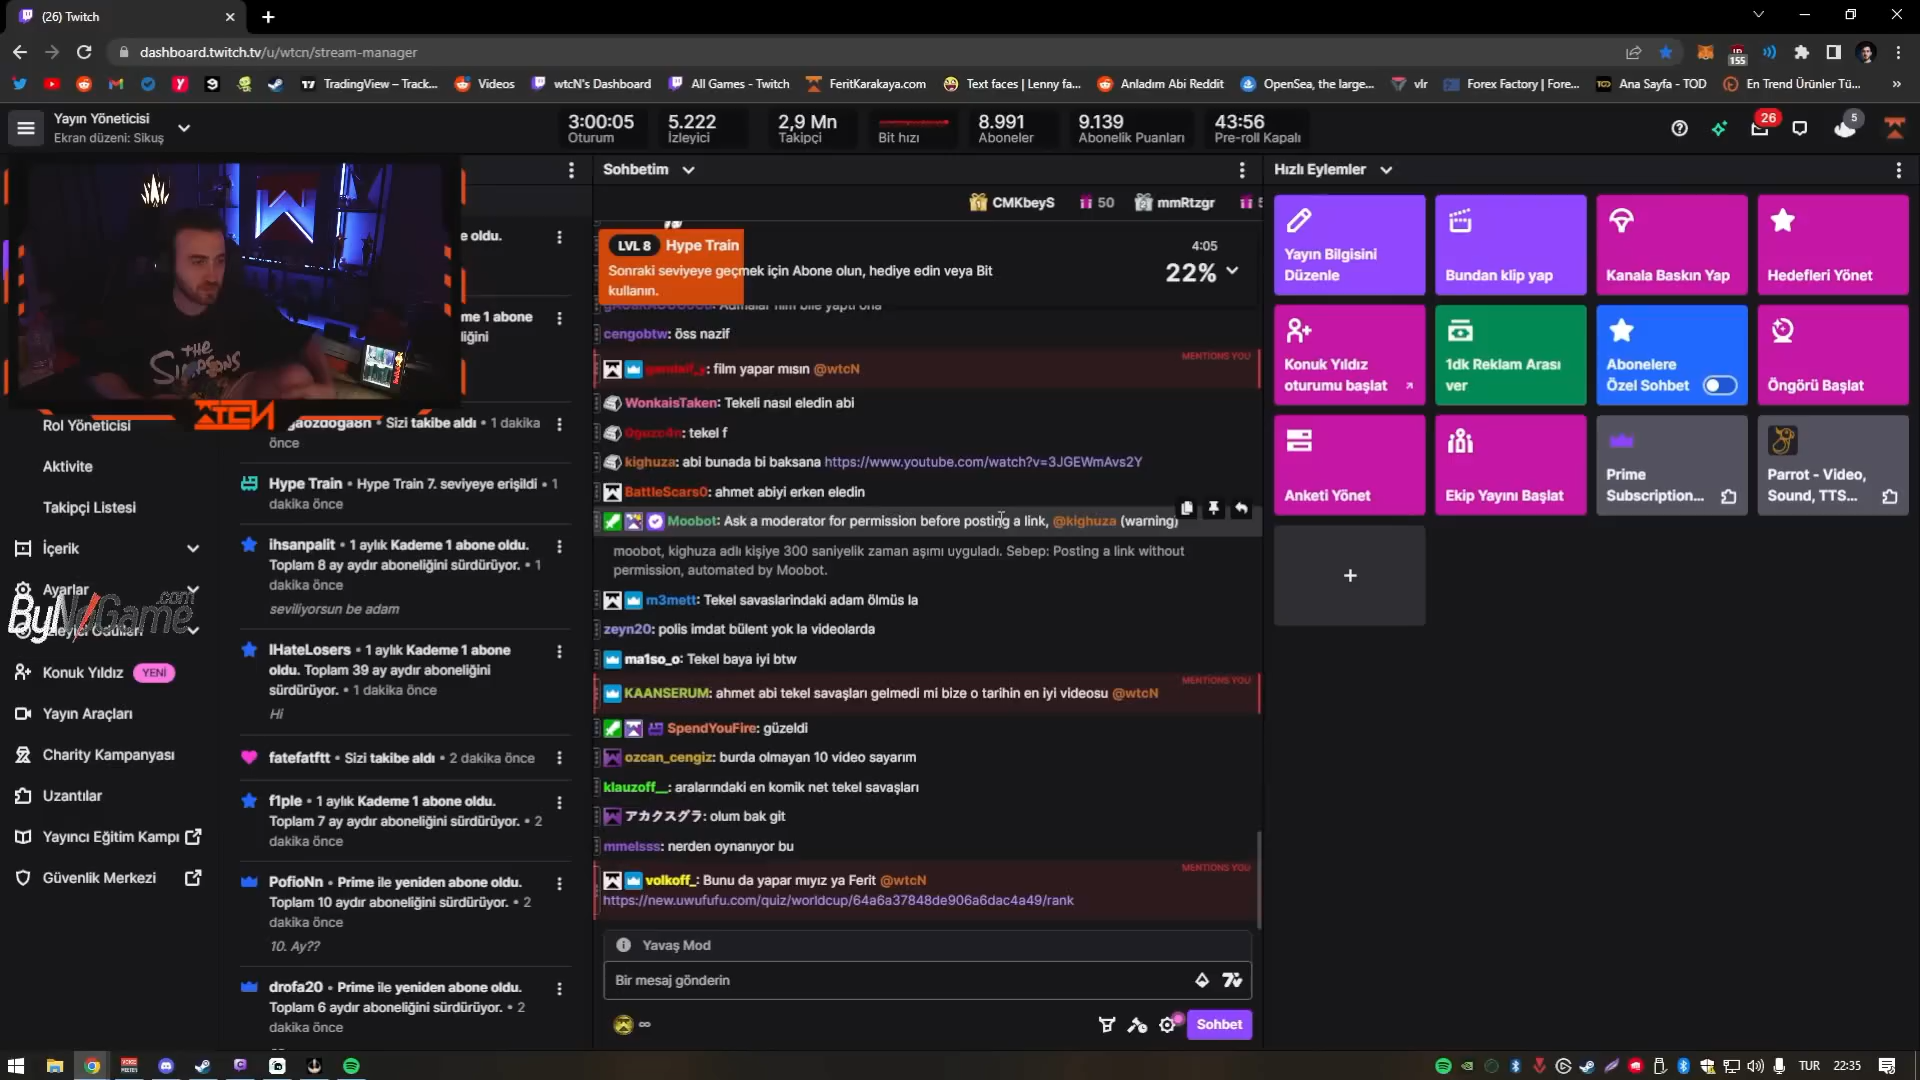 (26) Twitch
dashboard.twitch.tv/u/wtcn/stream-manager
155
TradingView – Track...
Videos
wtcN's Dashboard
All Games - Twitch
FeritKarakaya.com
Text faces | Lenny fa...
Anladım Abi Reddit
OpenSea, the large...
vlr
Forex Factory | Fore...
Ana Sayfa - TOD
En Trend Ürünler Tü...
Yayın Yöneticisi
Ekran düzeni: Sikuş
3:00:05
Oturum
5.222
İzleyici
2,9 Mn
Takipçi
Bit hızı
8.991
Aboneler
9.139
Abonelik Puanları
43:56
Pre-roll Kapalı
26
5
THE
SIMPSONS
WTCN
Rol Yöneticisi
Aktivite
Takipçi Listesi
İçerik
Ayarlar
ByNoGame.com
Konuk Yıldız YENİ
Yayın Araçları
Charity Kampanyası
Uzantılar
Yayıncı Eğitim Kampı
Güvenlik Merkezi
e oldu.
me 1 abone
liğini
• Sizi takibe aldı • 1 dakika
önce
Hype Train • Hype Train 7. seviyeye erişildi • 1
dakika önce
ihsanpalit • 1 aylık Kademe 1 abone oldu.
Toplam 8 ay aydır aboneliğini sürdürüyor. • 1
dakika önce
seviliyorsun be adam
IHateLosers • 1 aylık Kademe 1 abone
oldu. Toplam 39 ay aydır aboneliğini
sürdürüyor. • 1 dakika önce
Hi
fatefatftt • Sizi takibe aldı • 2 dakika önce
f1ple • 1 aylık Kademe 1 abone oldu.
Toplam 7 ay aydır aboneliğini sürdürüyor. • 2
dakika önce
PofioNn • Prime ile yeniden abone oldu.
Toplam 10 aydır aboneliğini sürdürüyor. • 2
dakika önce
10. Ay??
drofa20 • Prime ile yeniden abone oldu.
Toplam 6 aydır aboneliğini sürdürüyor. • 2
dakika önce
Sohbetim
CMKbeyS 50 mmRtzgr 5
LVL 8 Hype Train
4:05
Sonraki seviyeye geçmek için Abone olun, hediye edin veya Bit
kullanın.
22%
cengobtw: öss nazif
MENTIONS YOU
film yapar mısın @wtcN
WonkaisTaken: Tekeli nasıl eledin abi
tekel f
kighuza: abi bunada bi baksana https://www.youtube.com/watch?v=3JGEWmAvs2Y
BattleScars0: ahmet abiyi erken eledin
Moobot: Ask a moderator for permission before posting a link, @kighuza (warning)
moobot, kighuza adlı kişiye 300 saniyelik zaman aşımı uyguladı. Sebep: Posting a link without
permission, automated by Moobot.
m3mett: Tekel savaslarindaki adam ölmüs la
zeyn20: polis imdat bülent yok la videolarda
ma1so_o: Tekel baya iyi btw
MENTIONS YOU
KAANSERUM: ahmet abi tekel savaşları gelmedi mi bize o tarihin en iyi videosu @wtcN
SpendYouFire: güzeldi
ozcan_cengiz: burda olmayan 10 video sayarım
klauzoff__: aralarındaki en komik net tekel savaşları
アカクスグラ: olum bak git
mmelsss: nerden oynanıyor bu
MENTIONS YOU
volkoff_: Bunu da yapar mıyız ya Ferit @wtcN
https://new.uwufufu.com/quiz/worldcup/64a6a37848de906a6dac4a49/rank
Yavaş Mod
Bir mesaj gönderin
∞
Sohbet
Hızlı Eylemler
Yayın Bilgisini
Düzenle
Bundan klip yap
Kanala Baskın Yap
Hedefleri Yönet
Konuk Yıldız
oturumu başlat
1dk Reklam Arası
ver
Abonelere
Özel Sohbet
Öngörü Başlat
Anketi Yönet
Ekip Yayını Başlat
Prime
Subscription...
Parrot - Video,
Sound, TTS...
TUR
22:35